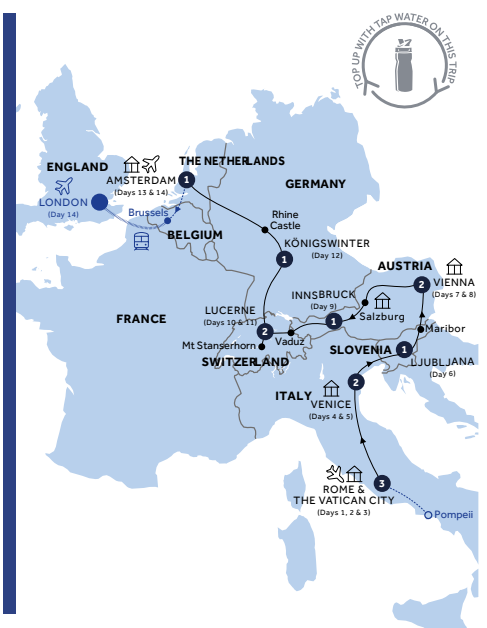 TOP UP WITH TAP WATER ON THIS TRIP
ENGLAND
THE NETHERLANDS
AMSTERDAM
(Days 13 & 14)
1
LONDON
(Day 14)
Brussels
BELGIUM
GERMANY
Rhine
Castle
KÖNIGSWINTER
(Day 12)
1
AUSTRIA
VIENNA
(Days 7 & 8)
2
INNSBRUCK
(Day 9)
1
Salzburg
LUCERNE
(Days 10 & 11)
2
FRANCE
Vaduz
Maribor
Mt Stanserhorn
SWITZERLAND
SLOVENIA
1
LJUBLJANA
(Day 6)
ITALY
2
VENICE
(Days 4 & 5)
3
ROME &
THE VATICAN CITY
(Days 1, 2 & 3)
Pompeii